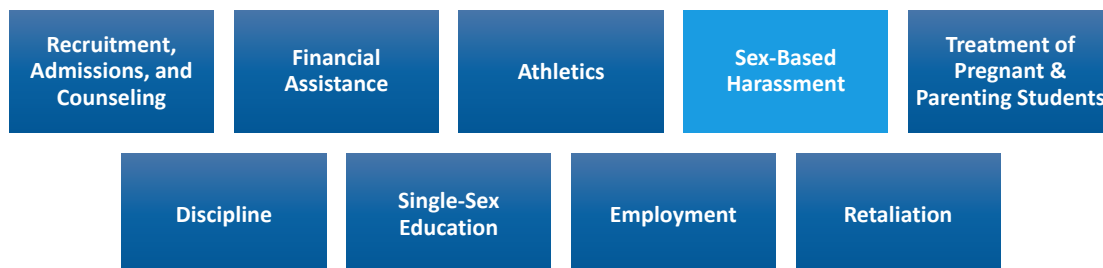 Recruitment,
Admissions, and
Counseling
Financial
Assistance
Athletics
Sex-Based
Harassment
Treatment of
Pregnant &
Parenting Students
Discipline
Single-Sex
Education
Employment
Retaliation